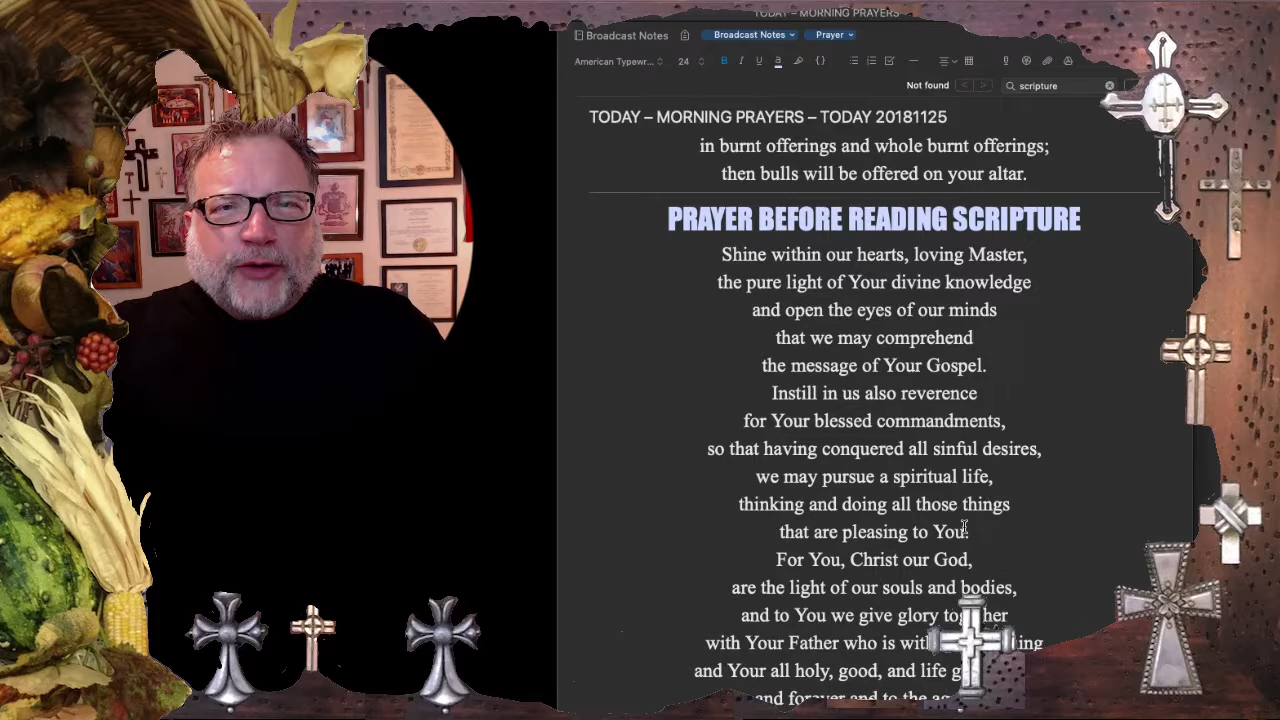 TODAY – MORNING PRAYERS
Broadcast Notes
Broadcast Notes
Prayer
American Typewr...
24
B I U a
Not found
scripture
TODAY – MORNING PRAYERS – TODAY 20181125
in burnt offerings and whole burnt offerings;
then bulls will be offered on your altar.
PRAYER BEFORE READING SCRIPTURE
Shine within our hearts, loving Master,
the pure light of Your divine knowledge
and open the eyes of our minds
that we may comprehend
the message of Your Gospel.
Instill in us also reverence
for Your blessed commandments,
so that having conquered all sinful desires,
we may pursue a spiritual life,
thinking and doing all those things
that are pleasing to You.
For You, Christ our God,
are the light of our souls and bodies,
and to You we give glory
with Your Father who is
and Your all holy, good, and life
and forever and to the